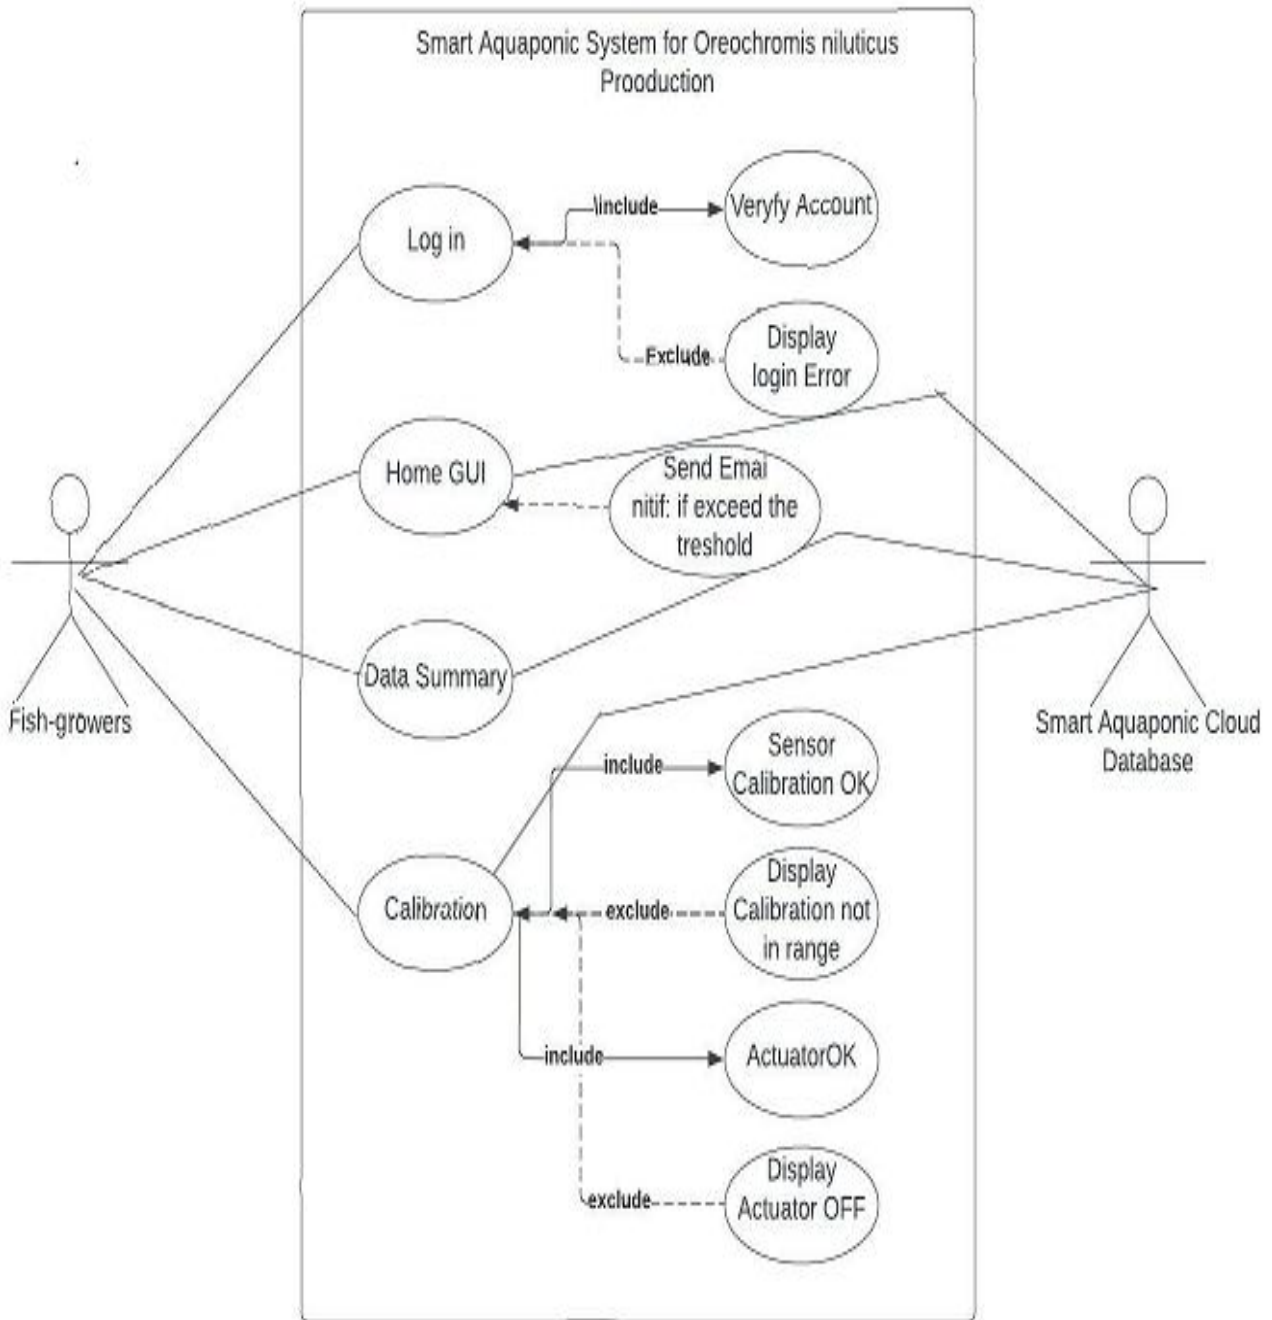 Smart Aquaponic System for Oreochromis niluticus
Prooduction
Log in
\include
Veryfy Account
Exclude
Display
login Error
Home GUI
Send Emai
nitif: if exceed the
treshold
Fish-growers
Data Summary
Smart Aquaponic Cloud
Database
include
Sensor
Calibration OK
Calibration
exclude
Display
Calibration not
in range
include
ActuatorOK
exclude
Display
Actuator OFF